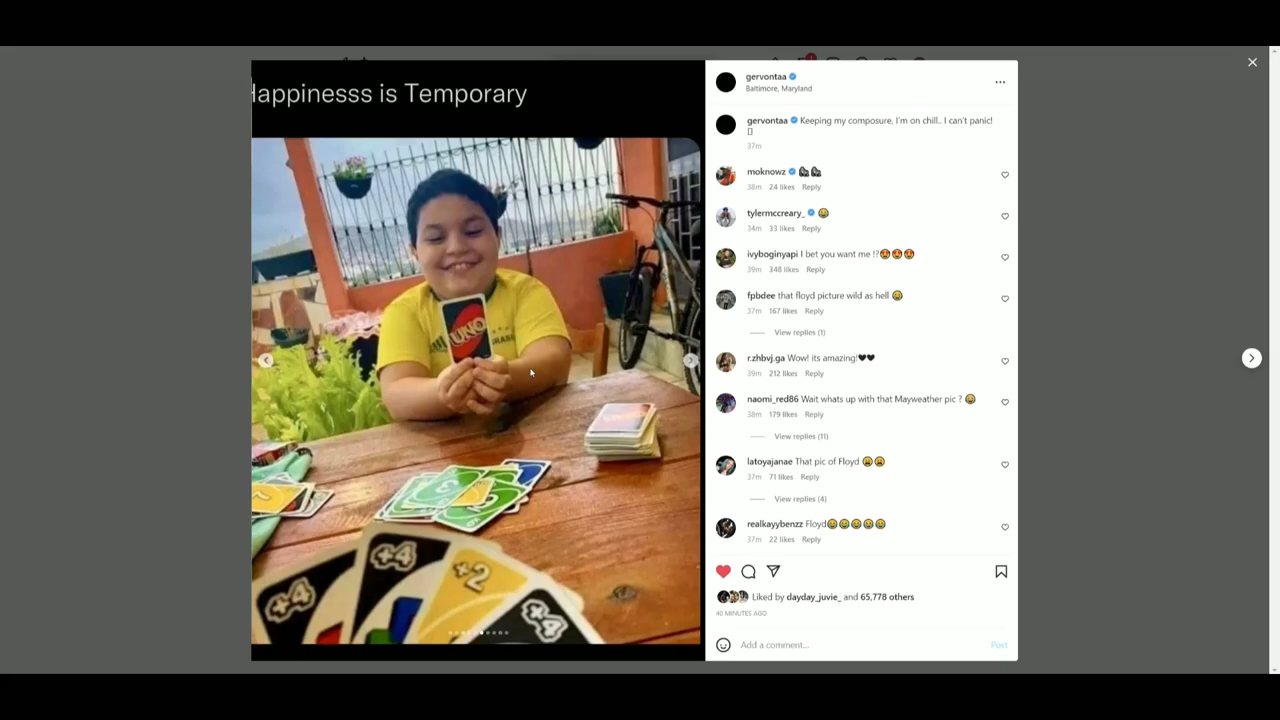 Happinesss is Temporary
UNO
+4
+4
+2
+4
gervontaa
Baltimore, Maryland
gervontaa Keeping my composure, I'm on chill.. I can't panic!
37m
moknowz
38m 24 likes Reply
tylermccreary_
34m 33 likes Reply
ivyboginyapi I bet you want me !?
39m 348 likes Reply
fpbdee that floyd picture wild as hell
37m 167 likes Reply
View replies (1)
r.zhbvj.ga Wow! its amazing!
39m 212 likes Reply
naomi_red86 Wait whats up with that Mayweather pic ?
38m 179 likes Reply
View replies (11)
latoyajanae That pic of Floyd
37m 71 likes Reply
View replies (4)
realkayybenzz Floyd
37m 22 likes Reply
Liked by dayday_juvie_ and 65,778 others
40 MINUTES AGO
Add a comment... Post